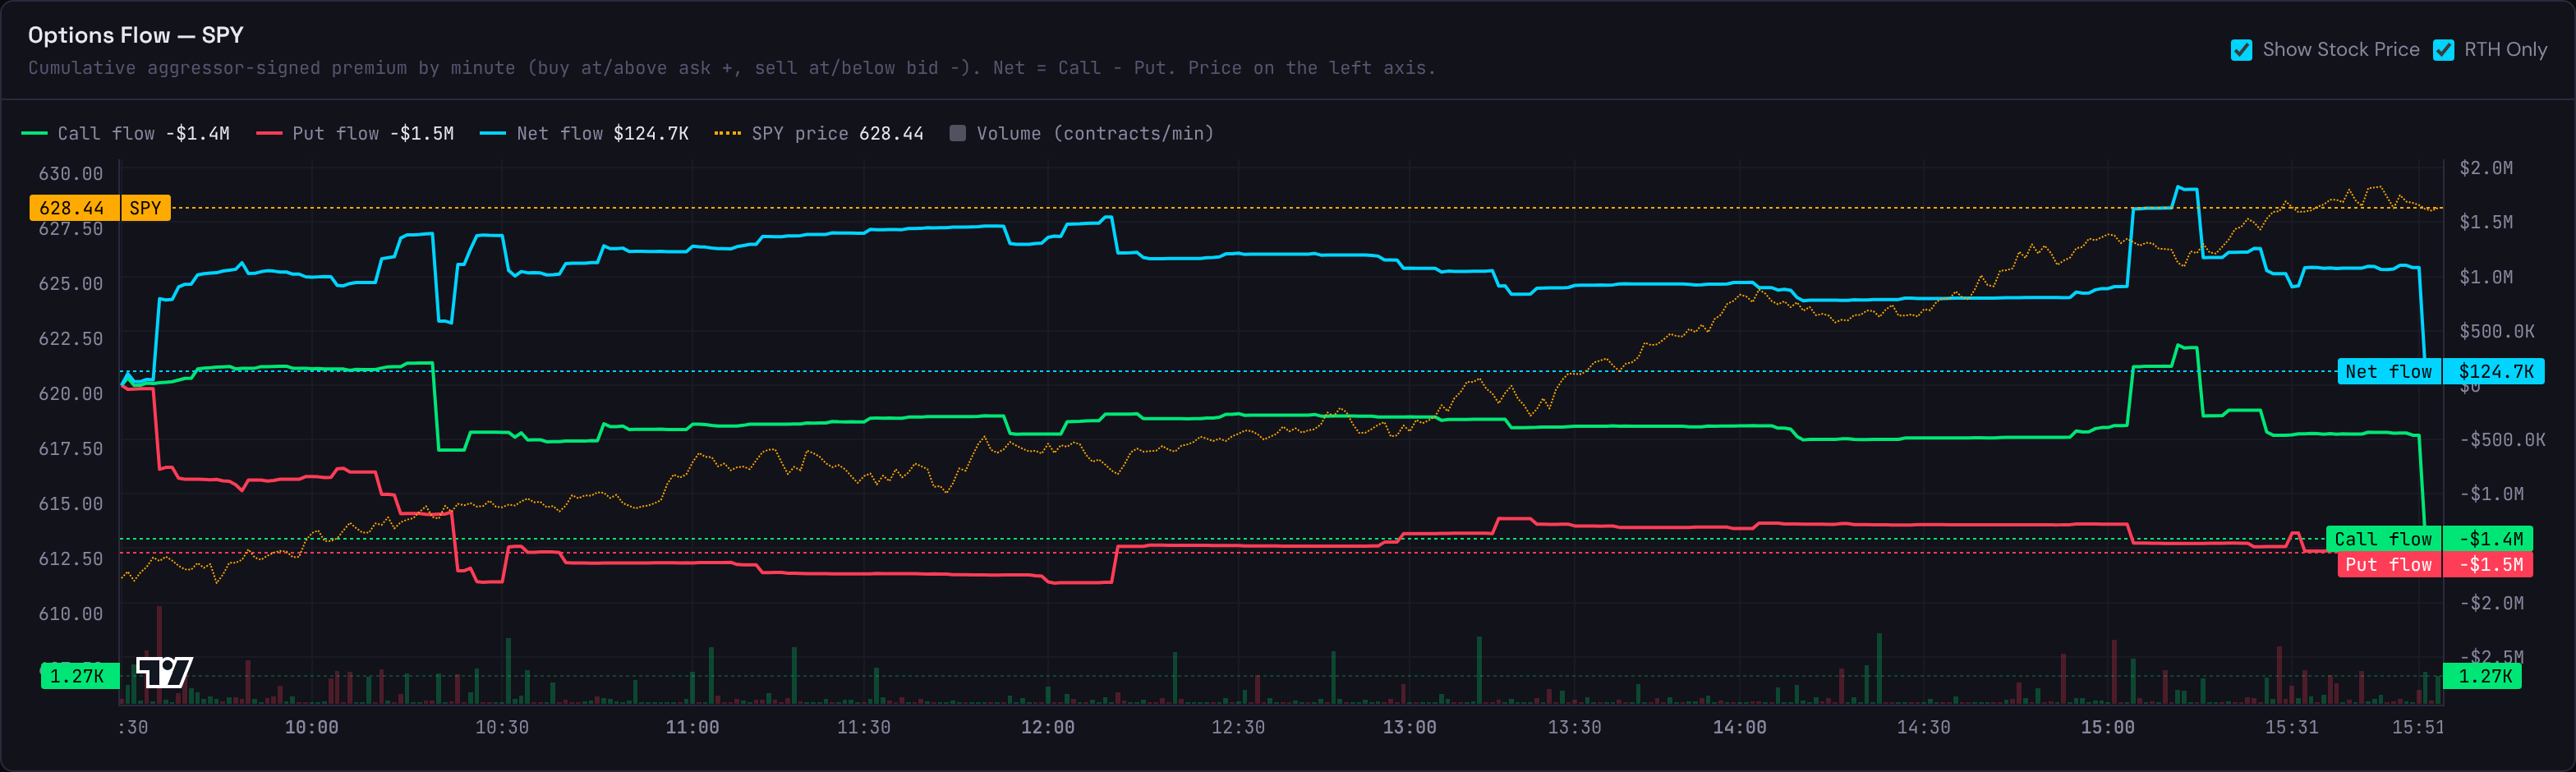 Options Flow — SPY
Cumulative aggressor-signed premium by minute (buy at/above ask +, sell at/below bid -). Net = Call - Put. Price on the left axis.
Show Stock Price RTH Only
Call flow -$1.4M Put flow -$1.5M Net flow $124.7K SPY price 628.44 Volume (contracts/min)
630.00
628.44 SPY
627.50
625.00
622.50
620.00
617.50
615.00
612.50
610.00
1.27K
$2.0M
$1.5M
$1.0M
$500.0K
Net flow $124.7K
$0
-$500.0K
-$1.0M
Call flow -$1.4M
Put flow -$1.5M
-$2.0M
-$2.5M
1.27K
:30 10:00 10:30 11:00 11:30 12:00 12:30 13:00 13:30 14:00 14:30 15:00 15:31 15:51